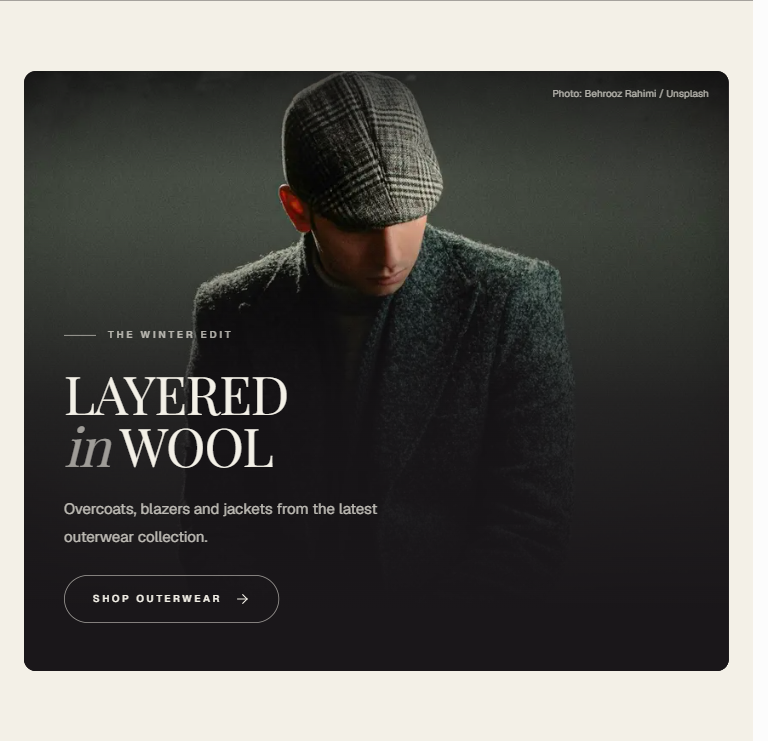 Photo: Behrooz Rahimi / Unsplash
THE WINTER EDIT
LAYERED
in WOOL
Overcoats, blazers and jackets from the latest
outerwear collection.
SHOP OUTERWEAR →